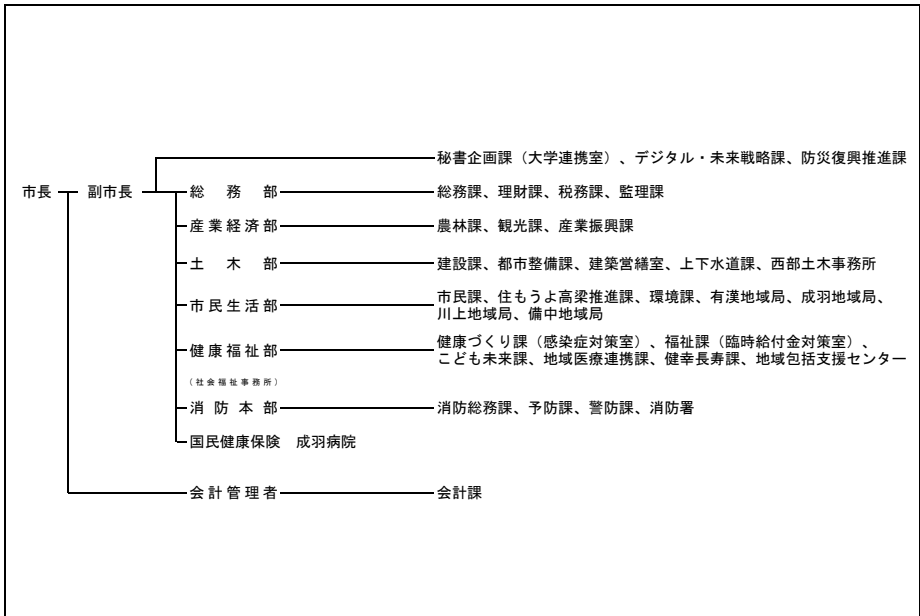 秘書企画課（大学連携室）、デジタル・未来戦略課、防災復興推進課
市長 副市長 総務部 総務課、理財課、税務課、監理課
産業経済部 農林課、観光課、産業振興課
土木部 建設課、都市整備課、建築営繕室、上下水道課、西部土木事務所
市民生活部 市民課、住もうよ高梁推進課、環境課、有漢地域局、成羽地域局、
川上地域局、備中地域局
健康福祉部 健康づくり課（感染症対策室）、福祉課（臨時給付金対策室）、
こども未来課、地域医療連携課、健幸長寿課、地域包括支援センター
（社会福祉事務所）
消防本部 消防総務課、予防課、警防課、消防署
国民健康保険　成羽病院
会計管理者 会計課